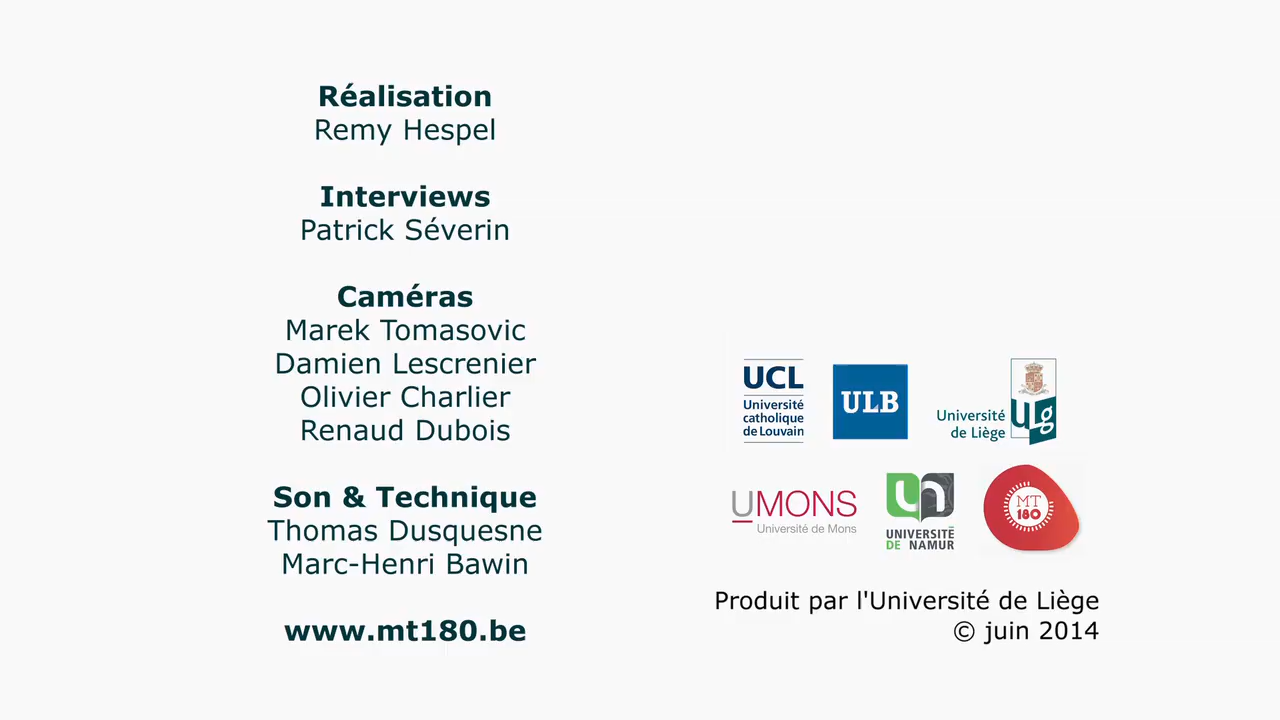 Réalisation
Remy Hespel
Interviews
Patrick Séverin
Caméras
Marek Tomasovic
Damien Lescrenier
Olivier Charlier
Renaud Dubois
Son & Technique
Thomas Dusquesne
Marc-Henri Bawin
www.mt180.be
UCL
Université
catholique
de Louvain
ULB
Université
de Liège
ULg
UMONS
Université de Mons
un
UNIVERSITÉ
DE NAMUR
MT
180
Produit par l'Université de Liège
© juin 2014